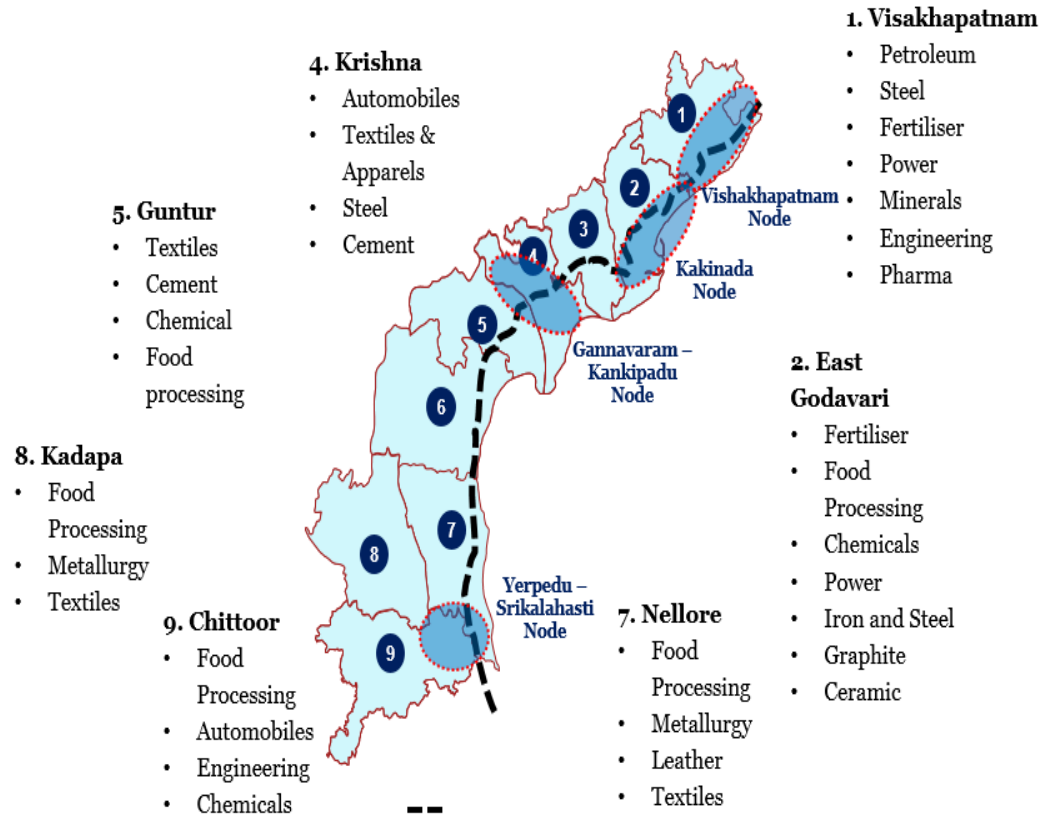 1. Visakhapatnam
• Petroleum
• Steel
• Fertiliser
• Power
• Minerals
• Engineering
• Pharma
4. Krishna
• Automobiles
• Textiles &
Apparels
• Steel
• Cement
5. Guntur
• Textiles
• Cement
• Chemical
• Food
processing
8. Kadapa
• Food
Processing
• Metallurgy
• Textiles
9. Chittoor
• Food
Processing
• Automobiles
• Engineering
• Chemicals
7. Nellore
• Food
Processing
• Metallurgy
• Leather
• Textiles
2. East
Godavari
• Fertiliser
• Food
Processing
• Chemicals
• Power
• Iron and Steel
• Graphite
• Ceramic
1
2
3
4
5
6
7
8
9
Vishakhapatnam
Node
Kakinada
Node
Gannavaram –
Kankipadu
Node
Yerpedu –
Srikalahasti
Node